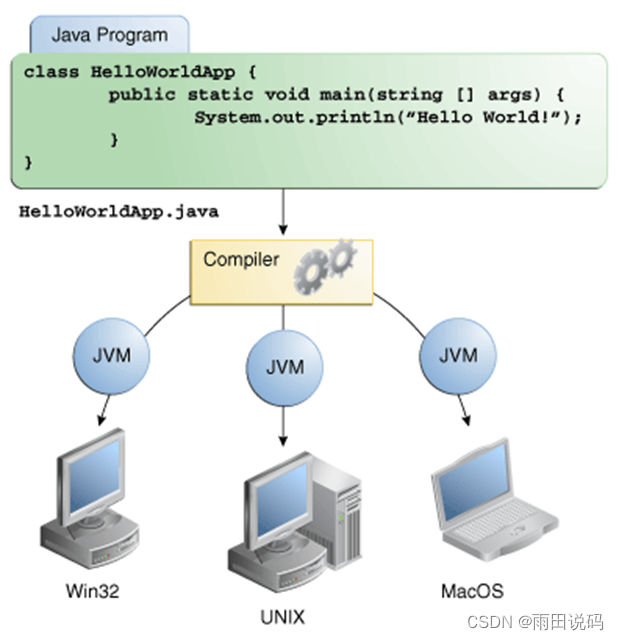 Java Program
class HelloWorldApp {
public static void main(string [] args) {
System.out.println(”Hello World!”);
}
}
HelloWorldApp.java
Compiler
JVM
JVM
JVM
Win32
UNIX
MacOS
CSDN @雨田说码